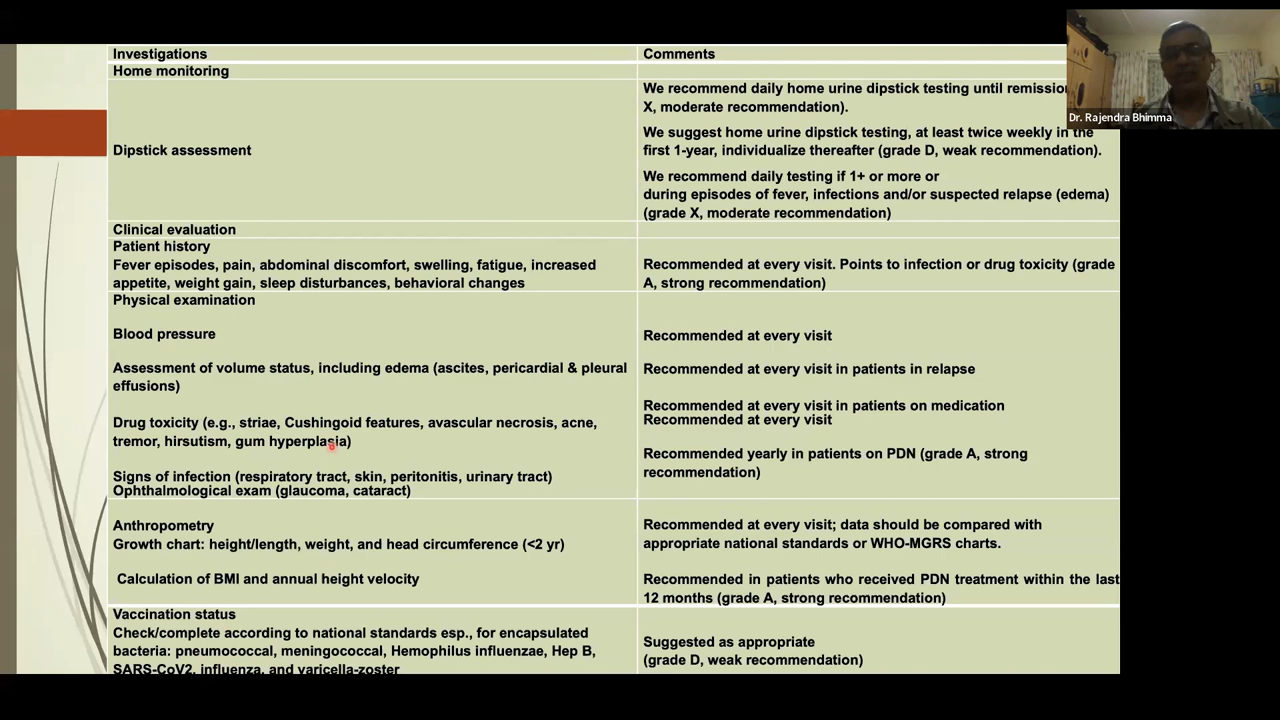 Investigations
Comments
Home monitoring
Dipstick assessment
We recommend daily home urine dipstick testing until remission
X, moderate recommendation).
We suggest home urine dipstick testing, at least twice weekly in the
first 1-year, individualize thereafter (grade D, weak recommendation).
We recommend daily testing if 1+ or more or
during episodes of fever, infections and/or suspected relapse (edema)
(grade X, moderate recommendation)
Clinical evaluation
Patient history
Fever episodes, pain, abdominal discomfort, swelling, fatigue, increased
appetite, weight gain, sleep disturbances, behavioral changes
Recommended at every visit. Points to infection or drug toxicity (grade
A, strong recommendation)
Physical examination
Blood pressure
Recommended at every visit
Assessment of volume status, including edema (ascites, pericardial & pleural
effusions)
Recommended at every visit in patients in relapse
Drug toxicity (e.g., striae, Cushingoid features, avascular necrosis, acne,
tremor, hirsutism, gum hyperplasia)
Recommended at every visit in patients on medication
Signs of infection (respiratory tract, skin, peritonitis, urinary tract)
Recommended at every visit
Ophthalmological exam (glaucoma, cataract)
Recommended yearly in patients on PDN (grade A, strong
recommendation)
Anthropometry
Growth chart: height/length, weight, and head circumference (<2 yr)
Recommended at every visit; data should be compared with
appropriate national standards or WHO-MGRS charts.
Calculation of BMI and annual height velocity
Recommended in patients who received PDN treatment within the last
12 months (grade A, strong recommendation)
Vaccination status
Check/complete according to national standards esp., for encapsulated
bacteria: pneumococcal, meningococcal, Hemophilus influenzae, Hep B,
SARS-CoV2, influenza, and varicella-zoster
Suggested as appropriate
(grade D, weak recommendation)
Dr. Rajendra Bhimma